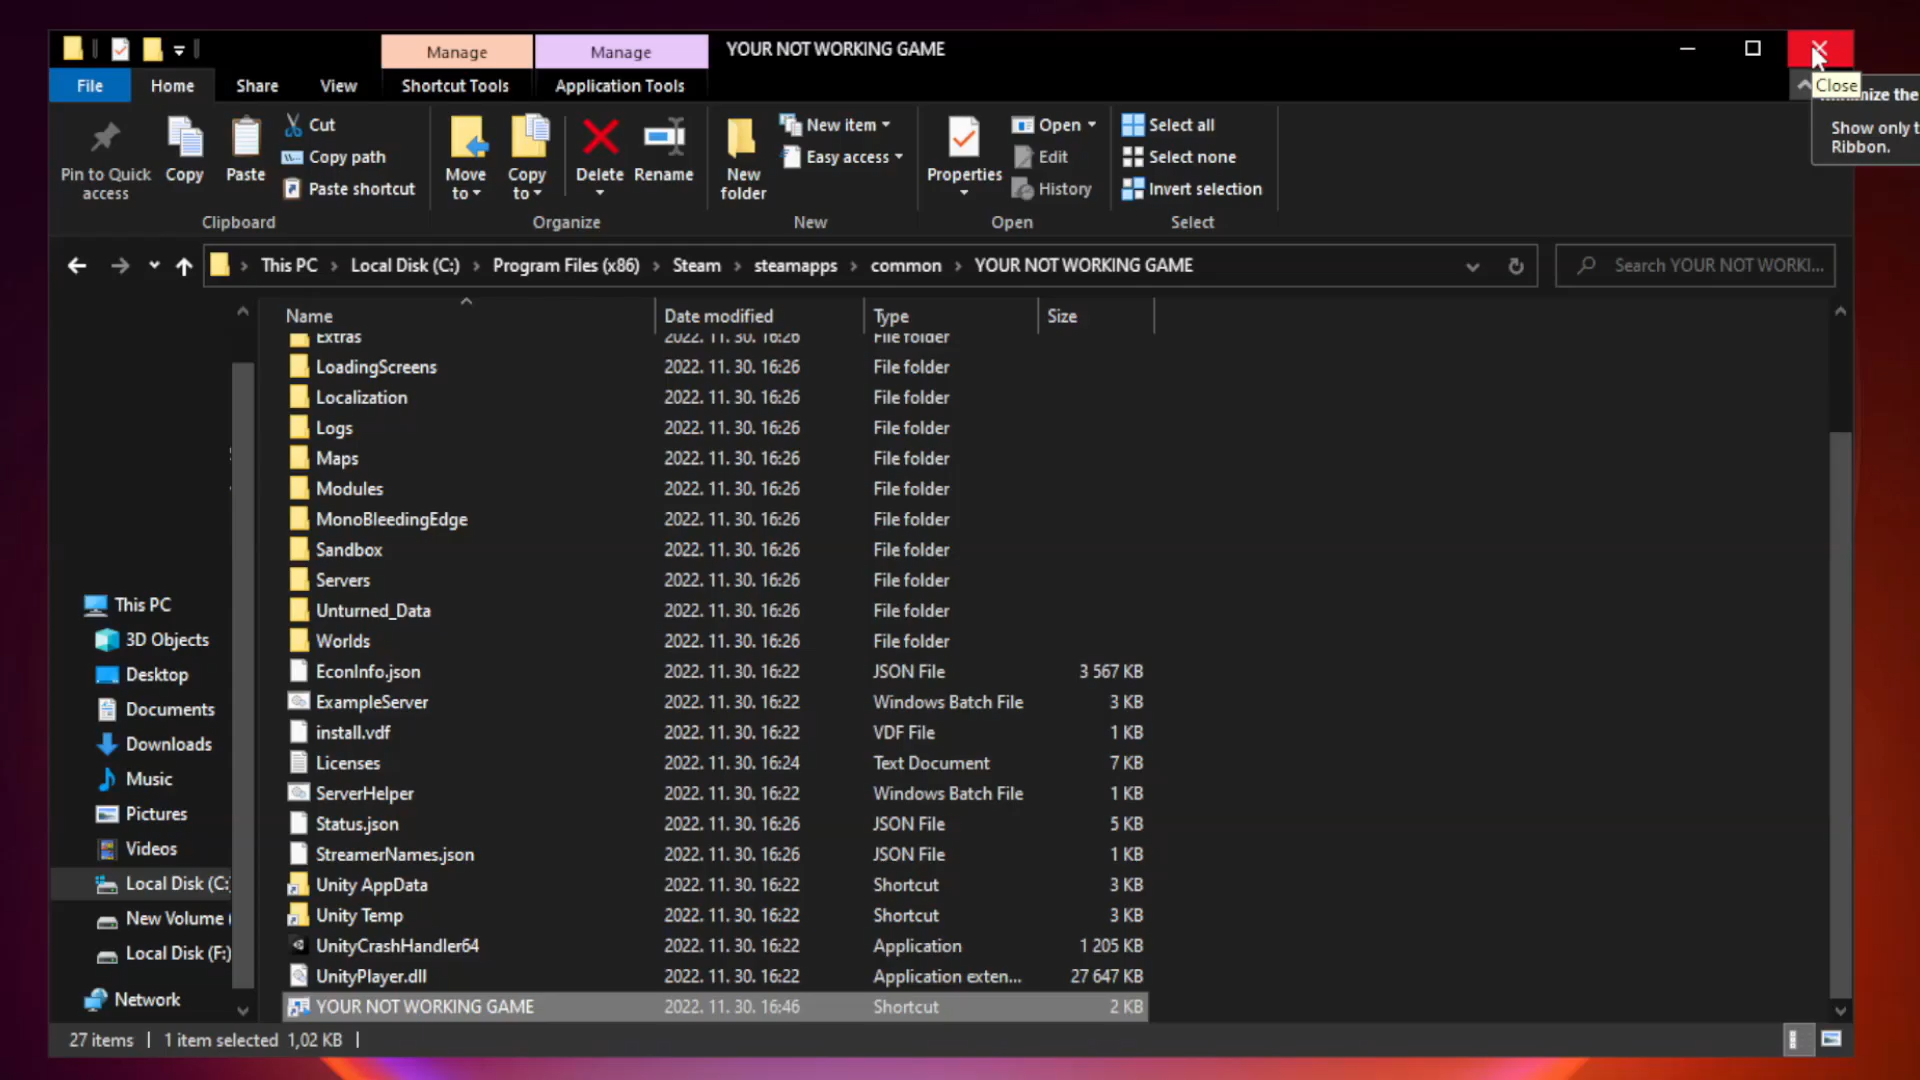 Manage
Manage
YOUR NOT WORKING GAME
Close
File
Home
Share
View
Shortcut Tools
Application Tools
the
Show only t
Ribbon.
Pin to Quick access
Copy
Paste
Cut
Copy path
Paste shortcut
Clipboard
Move to
Copy to
Delete
Rename
Organize
New folder
New item
Easy access
New
Properties
Open
Edit
History
Open
Select all
Select none
Invert selection
Select
This PC > Local Disk (C:) > Program Files (x86) > Steam > steamapps > common > YOUR NOT WORKING GAME
Search YOUR NOT WORKI...
Name Date modified Type Size
Extras 2022. 11. 30. 16:26 File folder
LoadingScreens 2022. 11. 30. 16:26 File folder
Localization 2022. 11. 30. 16:26 File folder
Logs 2022. 11. 30. 16:26 File folder
Maps 2022. 11. 30. 16:26 File folder
Modules 2022. 11. 30. 16:26 File folder
MonoBleedingEdge 2022. 11. 30. 16:26 File folder
Sandbox 2022. 11. 30. 16:26 File folder
Servers 2022. 11. 30. 16:26 File folder
Unturned_Data 2022. 11. 30. 16:26 File folder
Worlds 2022. 11. 30. 16:26 File folder
EconInfo.json 2022. 11. 30. 16:22 JSON File 3 567 KB
ExampleServer 2022. 11. 30. 16:22 Windows Batch File 3 KB
install.vdf 2022. 11. 30. 16:22 VDF File 1 KB
Licenses 2022. 11. 30. 16:24 Text Document 7 KB
ServerHelper 2022. 11. 30. 16:22 Windows Batch File 1 KB
Status.json 2022. 11. 30. 16:26 JSON File 5 KB
StreamerNames.json 2022. 11. 30. 16:26 JSON File 1 KB
Unity AppData 2022. 11. 30. 16:22 Shortcut 3 KB
Unity Temp 2022. 11. 30. 16:22 Shortcut 3 KB
UnityCrashHandler64 2022. 11. 30. 16:22 Application 1 205 KB
UnityPlayer.dll 2022. 11. 30. 16:22 Application exten... 27 647 KB
YOUR NOT WORKING GAME 2022. 11. 30. 16:46 Shortcut 2 KB
This PC
3D Objects
Desktop
Documents
Downloads
Music
Pictures
Videos
Local Disk (C:
New Volume (
Local Disk (F:)
Network
27 items | 1 item selected 1,02 KB |